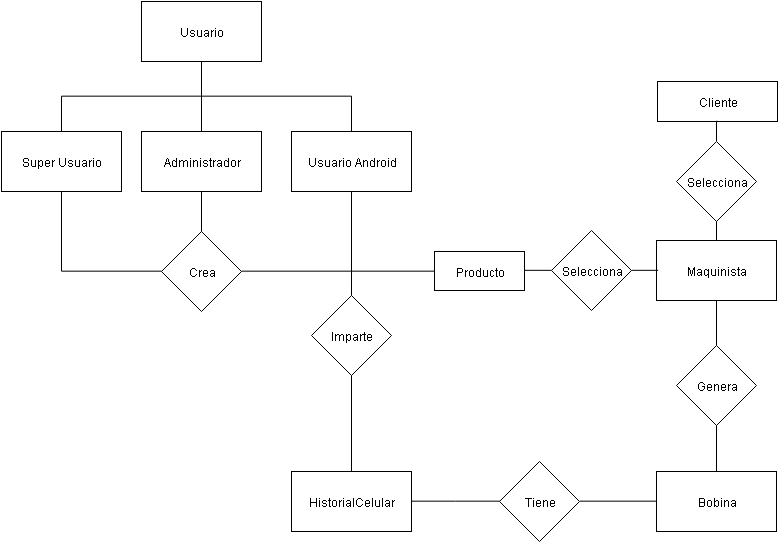 Usuario
Cliente
Super Usuario
Administrador
Usuario Android
Selecciona
Crea
Producto
Selecciona
Maquinista
Imparte
Genera
HistorialCelular
Tiene
Bobina